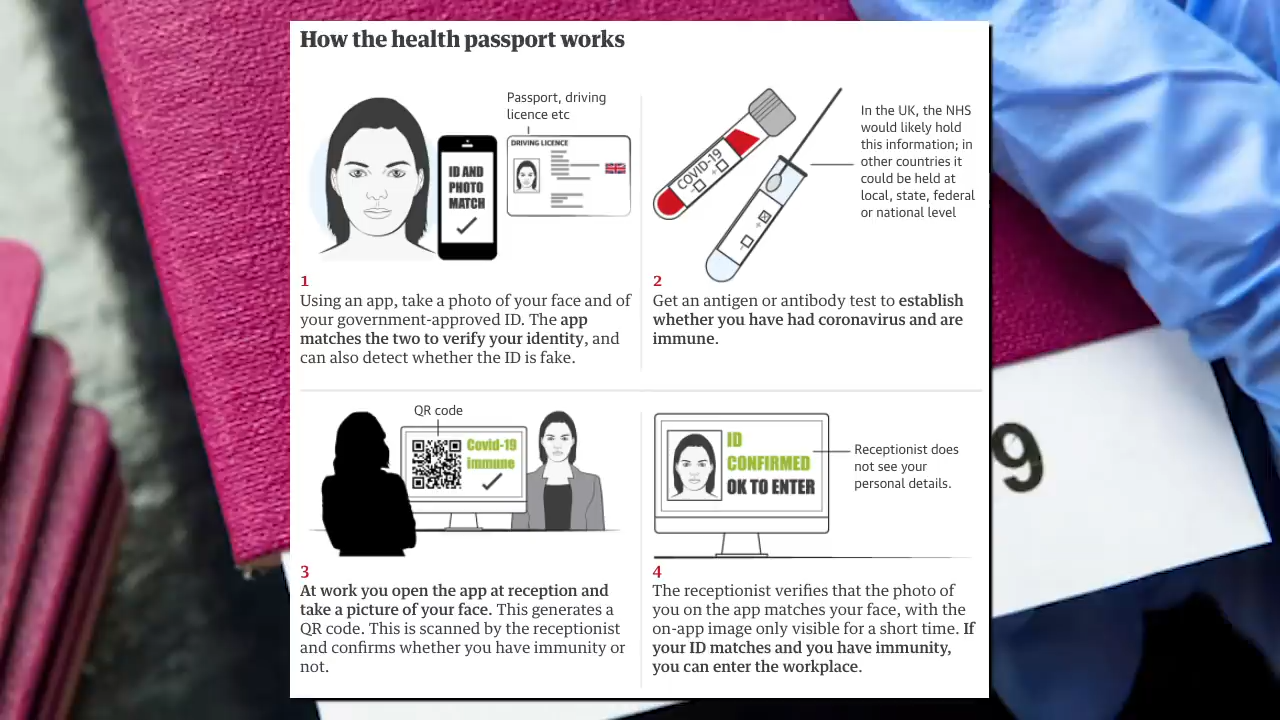 How the health passport works
Passport, driving
licence etc
DRIVING LICENCE
ID AND
PHOTO
MATCH
1
Using an app, take a photo of your face and of
your government-approved ID. The app
matches the two to verify your identity, and
can also detect whether the ID is fake.
COVID-19
- +
- +
In the UK, the NHS
would likely hold
this information; in
other countries it
could be held at
local, state, federal
or national level
2
Get an antigen or antibody test to establish
whether you have had coronavirus and are
immune.
QR code
Covid-19
immune
3
At work you open the app at reception and
take a picture of your face. This generates a
QR code. This is scanned by the receptionist
and confirms whether you have immunity or
not.
ID
CONFIRMED
OK TO ENTER
Receptionist does
not see your
personal details.
4
The receptionist verifies that the photo of
you on the app matches your face, with the
on-app image only visible for a short time. If
your ID matches and you have immunity,
you can enter the workplace.
9